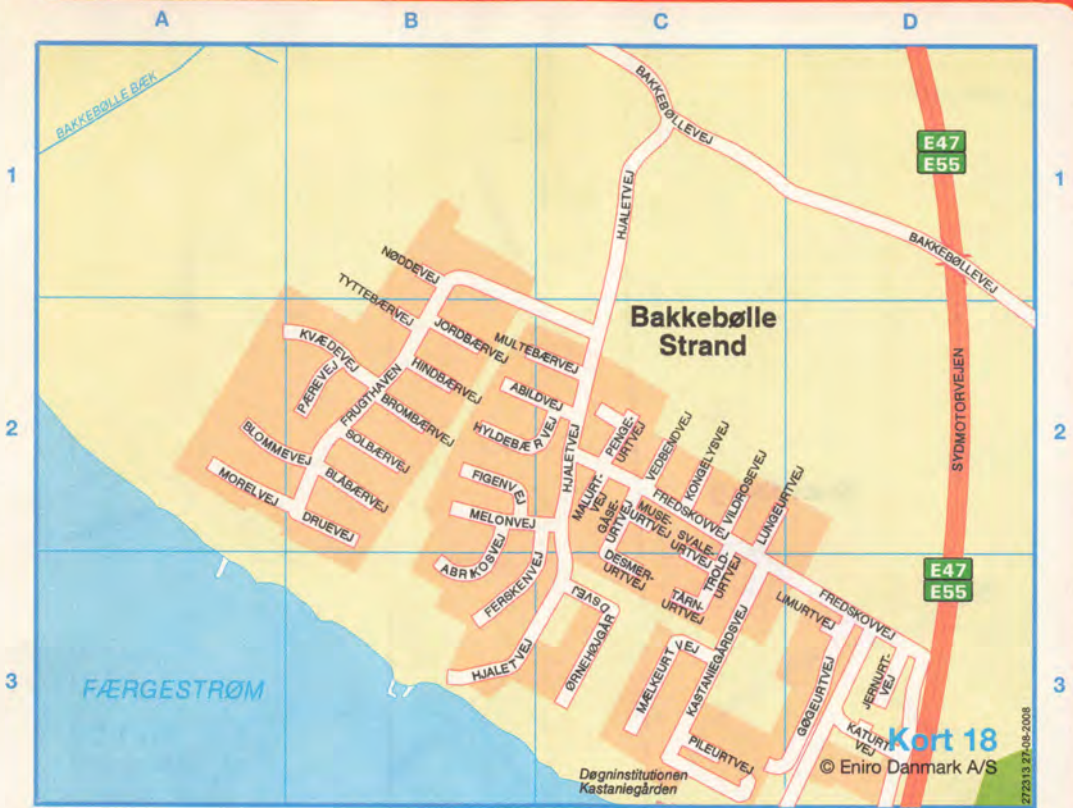 A B C D
1 1
2 2
3 3
BAKKEBØLLE BÆK
BAKKEBØLLEVEJ
E47
E55
HJALETVEJ
BAKKEBØLLEVEJ
NØDDEVEJ
TYTTEBÆRVEJ
JORDBÆRVEJ
MULTEBÆRVEJ
Bakkebølle
Strand
KVÆDEVEJ
PÆREVEJ
FRUGTHAVEN
HINDBÆRVEJ
ABILDVEJ
BROMBÆRVEJ
HYLDEBÆRVEJ
SOLBÆRVEJ
BLOMMEVEJ
BLÅBÆRVEJ
MORELVEJ
DRUEVEJ
FIGENVEJ
MELONVEJ
HJALETVEJ
PENGE-
URTVEJ
VEDBENDVEJ
KONGELYSVEJ
VILDROSEVEJ
LUNGEURTVEJ
SYDMOTORVEJEN
MALURT-
VEJ
GÅSE-
URTVEJ
MUSE-
URTVEJ
FREDSKOVVEJ
SVALE-
URTVEJ
TROLD-
URTVEJ
DESMER-
URTVEJ
TÅRN-
URTVEJ
ABRIKOSVEJ
FERSKENVEJ
HJALETVEJ
ØRNEHØJGÅRDSVEJ
E47
E55
FREDSKOVVEJ
LIMURTVEJ
KASTANIEGÅRDSVEJ
MÆLKEURTVEJ
GØGEURTVEJ
JERNURT-
VEJ
KATURT
VEJ
PILEURTVEJ
FÆRGESTRØM
Døgninstitutionen
Kastaniegården
Kort 18
© Eniro Danmark A/S
272313 27-08-2008